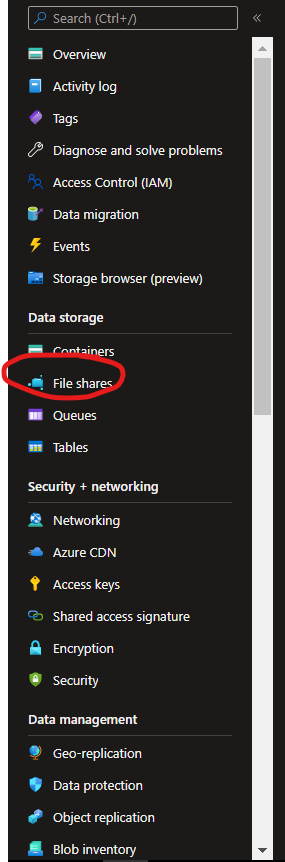 Search (Ctrl+/)
Overview
Activity log
Tags
Diagnose and solve problems
Access Control (IAM)
Data migration
Events
Storage browser (preview)
Data storage
Containers
File shares
Queues
Tables
Security + networking
Networking
Azure CDN
Access keys
Shared access signature
Encryption
Security
Data management
Geo-replication
Data protection
Object replication
Blob inventory